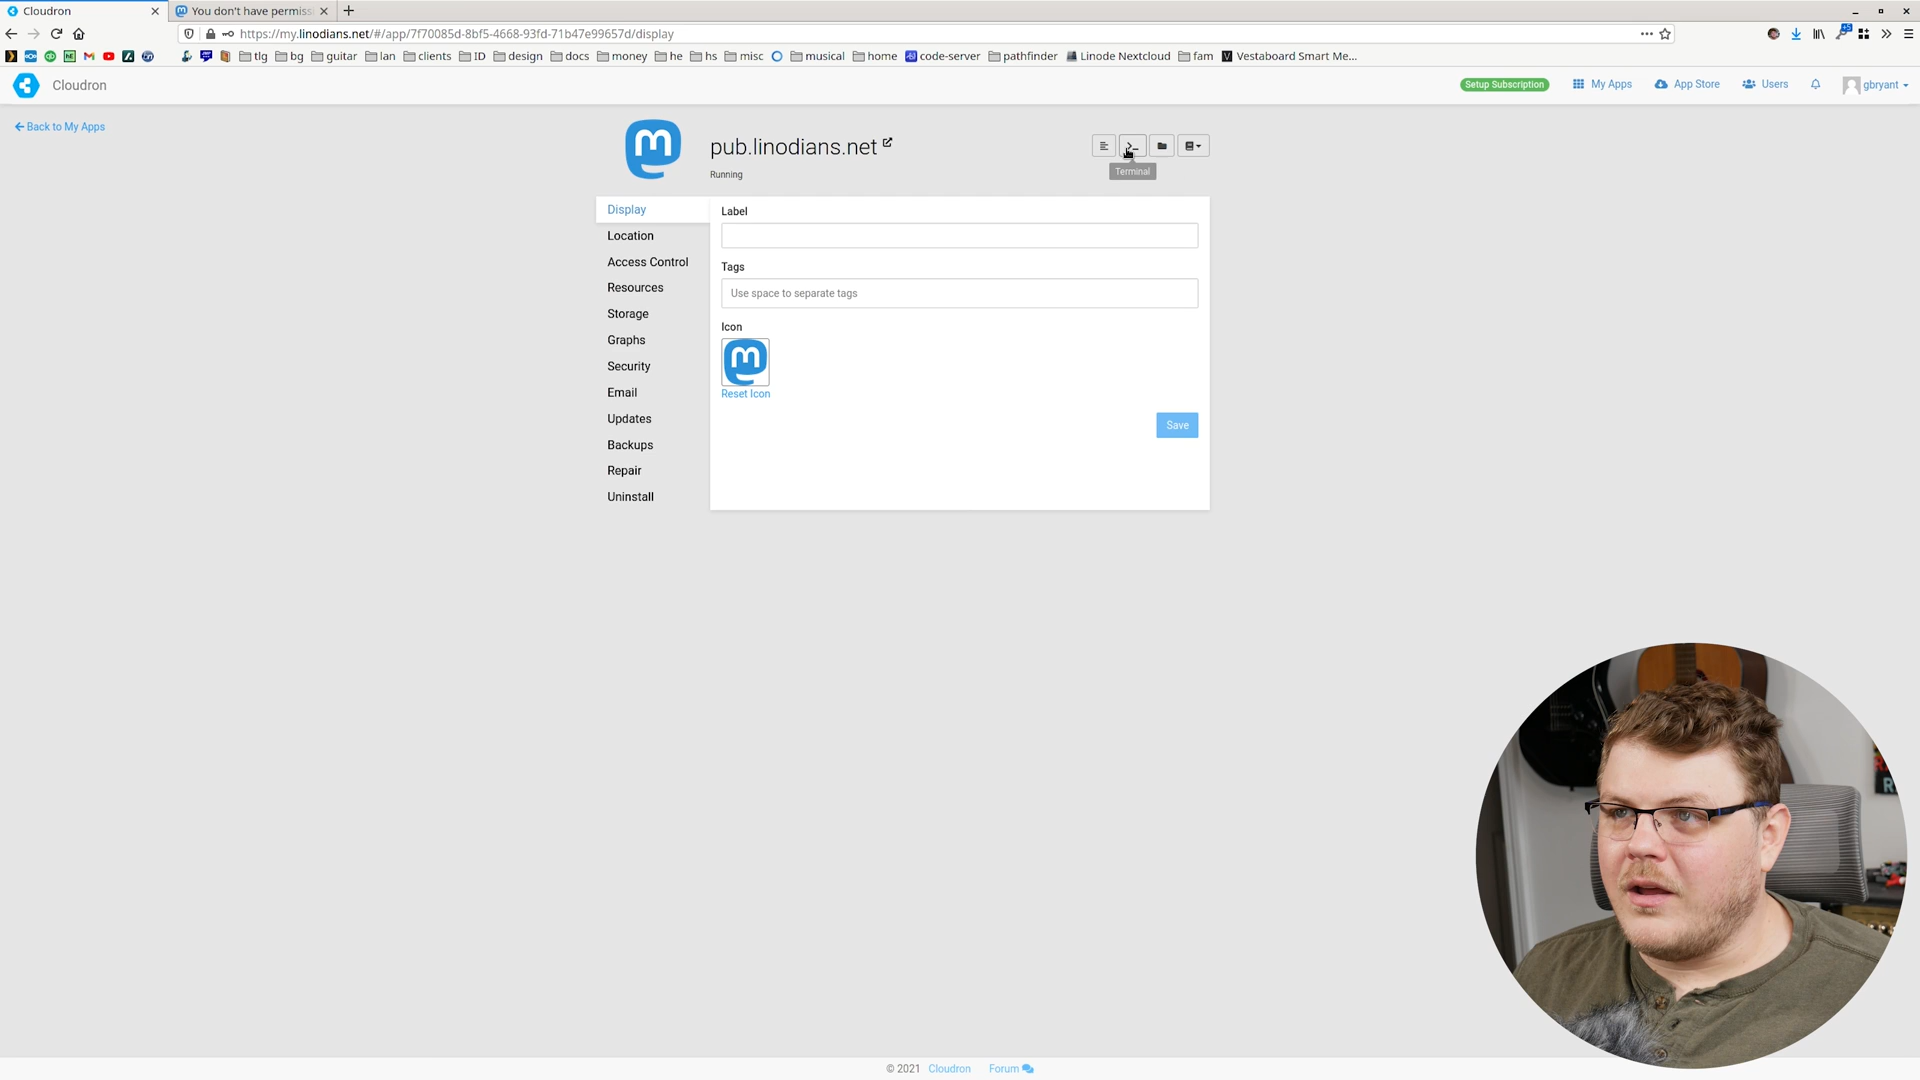 Cloudron
You don't have permiss
https://my.linodians.net/#/app/7f70085d-8bf5-4668-93fd-71b47e99657d/display
tlg
bg
guitar
lan
clients
ID
design
docs
money
he
hs
misc
musical
home
code-server
pathfinder
Linode Nextcloud
fam
Vestaboard Smart Me...
Cloudron
Setup Subscription
My Apps
App Store
Users
gbryant
Back to My Apps
pub.linodians.net
Running
Terminal
Display
Location
Access Control
Resources
Storage
Graphs
Security
Email
Updates
Backups
Repair
Uninstall
Label
Tags
Use space to separate tags
Icon
Reset Icon
Save
© 2021 Cloudron Forum